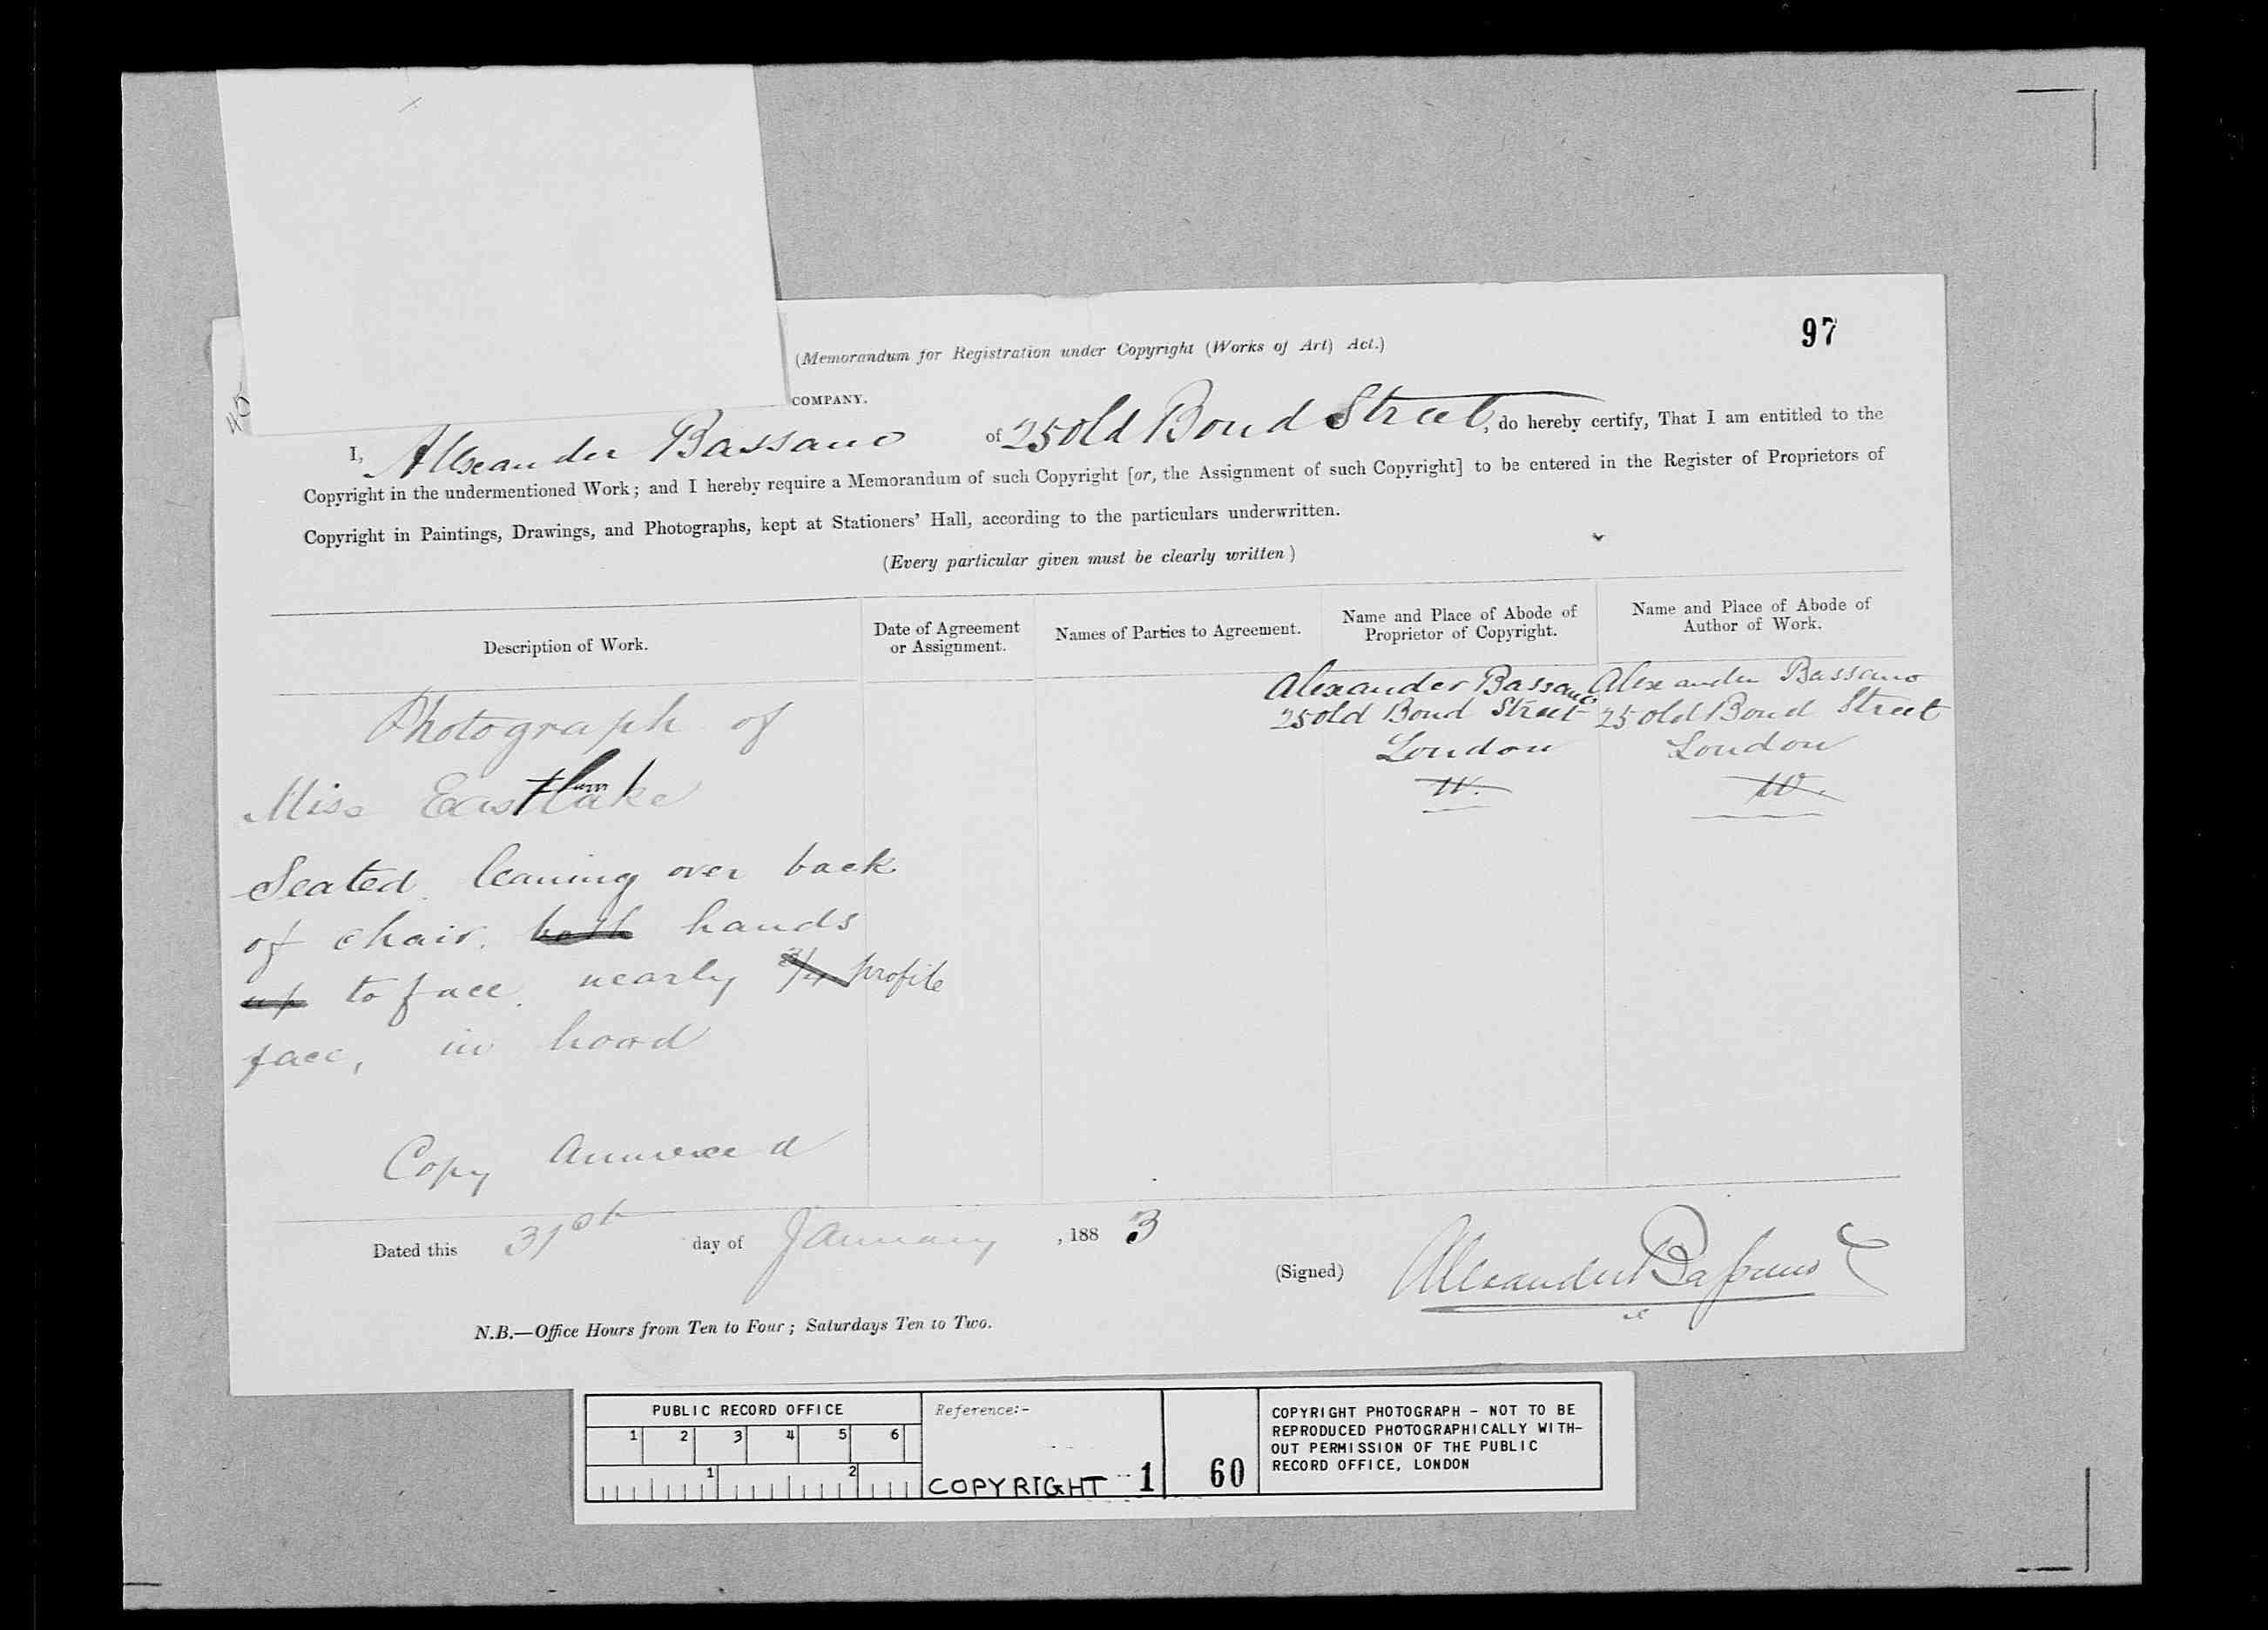 97
(Memorandum for Registration under Copyright (Works of Art) Act.)
COMPANY.
I, Alexander Bassano of 25 Old Bond Street, do hereby certify, That I am entitled to the
Copyright in the undermentioned Work; and I hereby require a Memorandum of such Copyright [or, the Assignment of such Copyright] to be entered in the Register of Proprietors of
Copyright in Paintings, Drawings, and Photographs, kept at Stationers' Hall, according to the particulars underwritten.
(Every particular given must be clearly written)
Description of Work.
Date of Agreement
or Assignment.
Names of Parties to Agreement.
Name and Place of Abode of
Proprietor of Copyright.
Name and Place of Abode of
Author of Work.
Photograph of
Miss Eastlake
Seated. leaning over back
of chair. both hands
up to face. nearly 3/4 profile
face, in hood
Copy annexed
Alexander Bassano
25 Old Bond Street
London
W.
Alexander Bassano
25 Old Bond Street
London
W.
Dated this 31st day of January, 1883
(Signed) Alexander Bassano
N.B.—Office Hours from Ten to Four; Saturdays Ten to Two.
PUBLIC RECORD OFFICE
1 2 3 4 5 6
1 2
Reference:-
COPYRIGHT 1 60
COPYRIGHT PHOTOGRAPH - NOT TO BE
REPRODUCED PHOTOGRAPHICALLY WITH-
OUT PERMISSION OF THE PUBLIC
RECORD OFFICE, LONDON